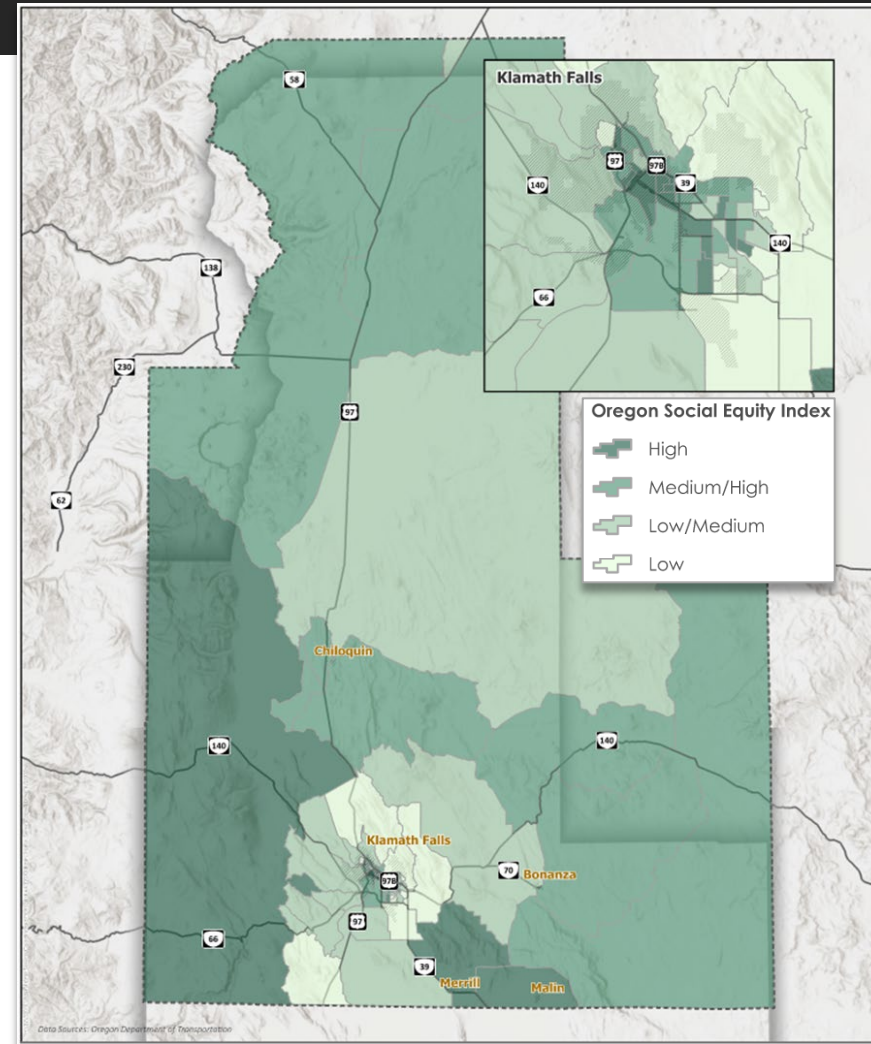 58
Klamath Falls
97
97B
39
140
140
66
138
230
97
62
Oregon Social Equity Index
High
Medium/High
Low/Medium
Low
Chiloquin
140
140
Klamath Falls
97B
70
Bonanza
97
66
39
Merrill
Malin
Data Sources: Oregon Department of Transportation